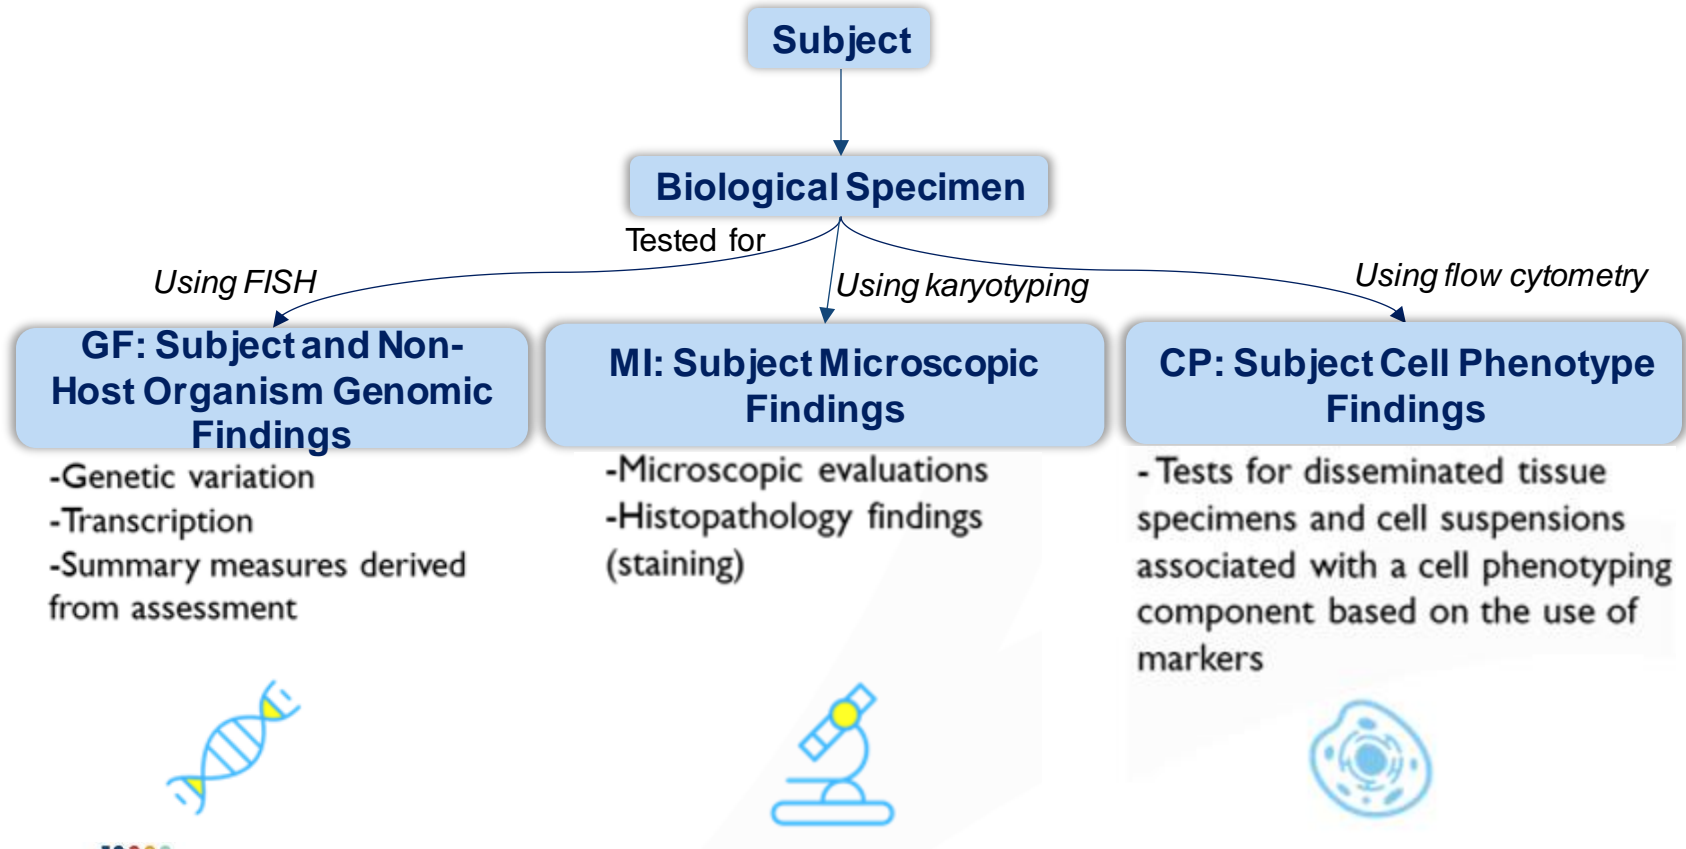 Subject
Biological Specimen
Tested for
Using FISH
Using karyotyping
Using flow cytometry
GF: Subject and Non-
Host Organism Genomic
Findings
-Genetic variation
-Transcription
-Summary measures derived
from assessment
MI: Subject Microscopic
Findings
-Microscopic evaluations
-Histopathology findings
(staining)
CP: Subject Cell Phenotype
Findings
- Tests for disseminated tissue
specimens and cell suspensions
associated with a cell phenotyping
component based on the use of
markers